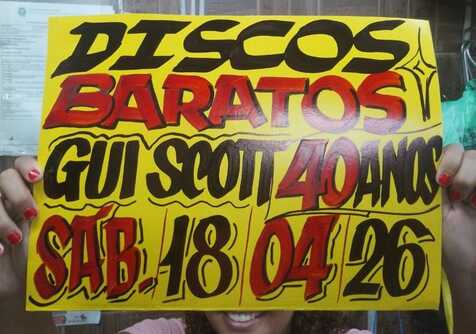 DISCOS
BARATOS
GUI SCOTT 40 ANOS
SÁB. 18 04 26